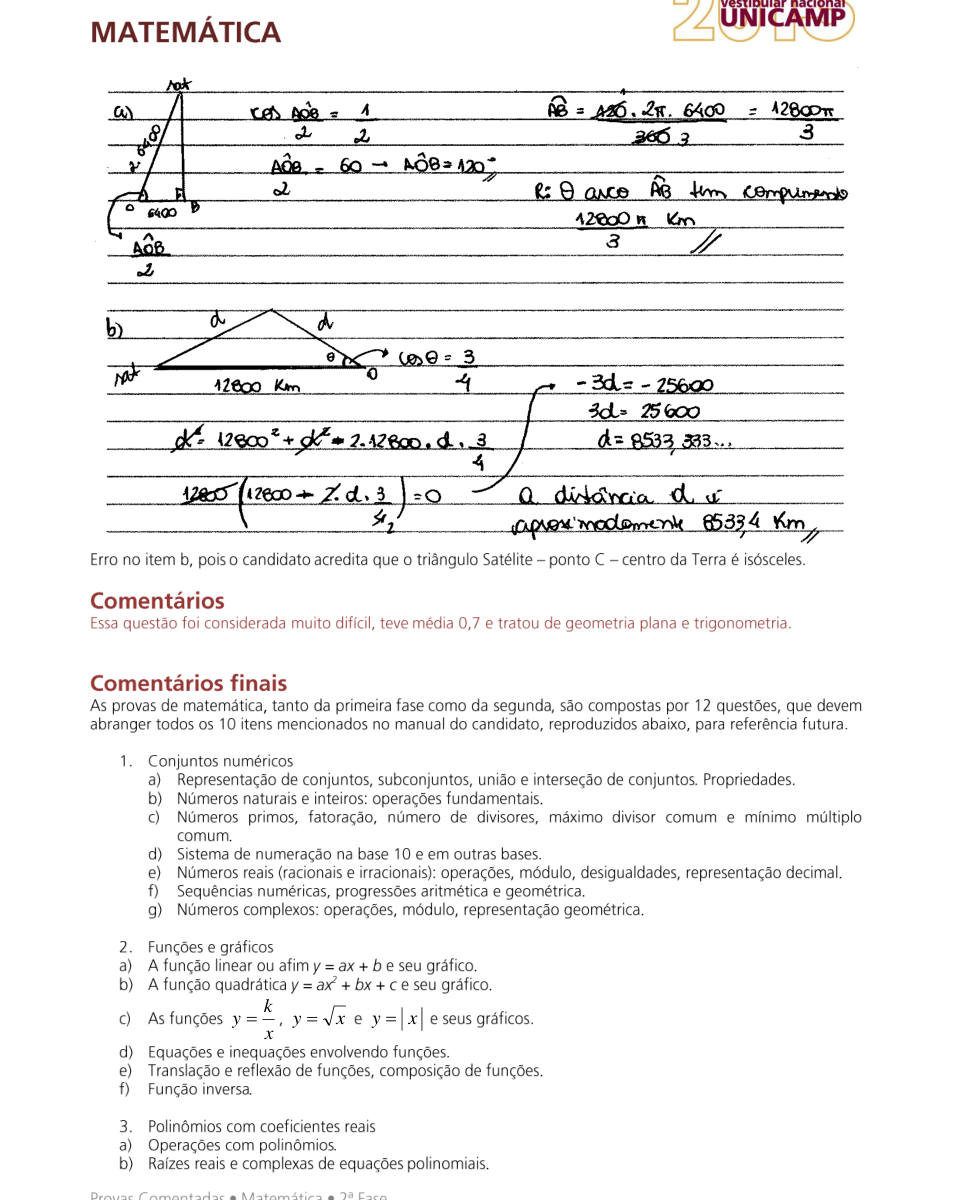 vestibular nacional
MATEMÁTICA
UNICAMP
sat
a) cos AÔB/2 = 1/2
AB = 120 . 2π . 6400 / 360 3 = 12800π/3
2.6400
AÔB/2 = 60 → AÔB = 120°
O 6400 B
R: O arco AB tem comprimento
12800 π/3 Km
AÔB/2
b) d d
θ cos θ = 3/4
sat 12800 Km O
- 3d = - 25600
3d = 25600
d² = 12800² + d² - 2.12800.d.3/4
d = 8533,333...
12800 (12800 - 2.d.3/4 2) = 0
a distância d é
aproximadamente 8533,4 Km
Erro no item b, pois o candidato acredita que o triângulo Satélite – ponto C – centro da Terra é isósceles.
Comentários
Essa questão foi considerada muito difícil, teve média 0,7 e tratou de geometria plana e trigonometria.
Comentários finais
As provas de matemática, tanto da primeira fase como da segunda, são compostas por 12 questões, que devem
abranger todos os 10 itens mencionados no manual do candidato, reproduzidos abaixo, para referência futura.
1. Conjuntos numéricos
a) Representação de conjuntos, subconjuntos, união e interseção de conjuntos. Propriedades.
b) Números naturais e inteiros: operações fundamentais.
c) Números primos, fatoração, número de divisores, máximo divisor comum e mínimo múltiplo
comum.
d) Sistema de numeração na base 10 e em outras bases.
e) Números reais (racionais e irracionais): operações, módulo, desigualdades, representação decimal.
f) Sequências numéricas, progressões aritmética e geométrica.
g) Números complexos: operações, módulo, representação geométrica.
2. Funções e gráficos
a) A função linear ou afim y = ax + b e seu gráfico.
b) A função quadrática y = ax² + bx + c e seu gráfico.
c) As funções y = k/x, y = √x e y = |x| e seus gráficos.
d) Equações e inequações envolvendo funções.
e) Translação e reflexão de funções, composição de funções.
f) Função inversa.
3. Polinômios com coeficientes reais
a) Operações com polinômios.
b) Raízes reais e complexas de equações polinomiais.
Provas Comentadas • Matemática • 2ª Fase